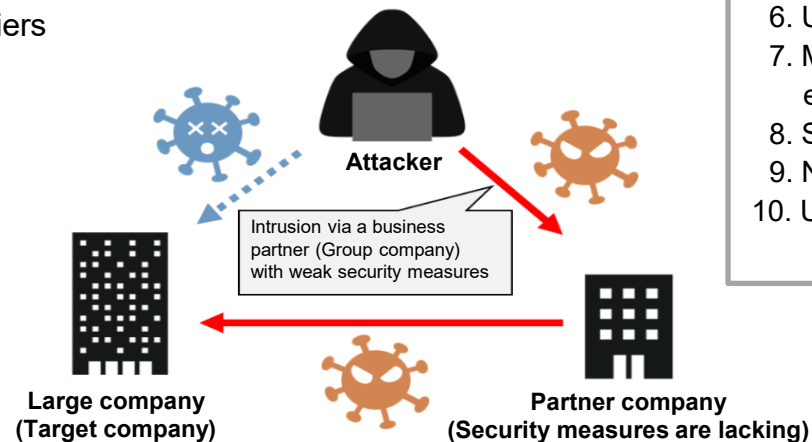 Attacker
Intrusion via a business
partner (Group company)
with weak security measures
Large company
(Target company)
Partner company
(Security measures are lacking)
6.
7.
8.
9.
10.